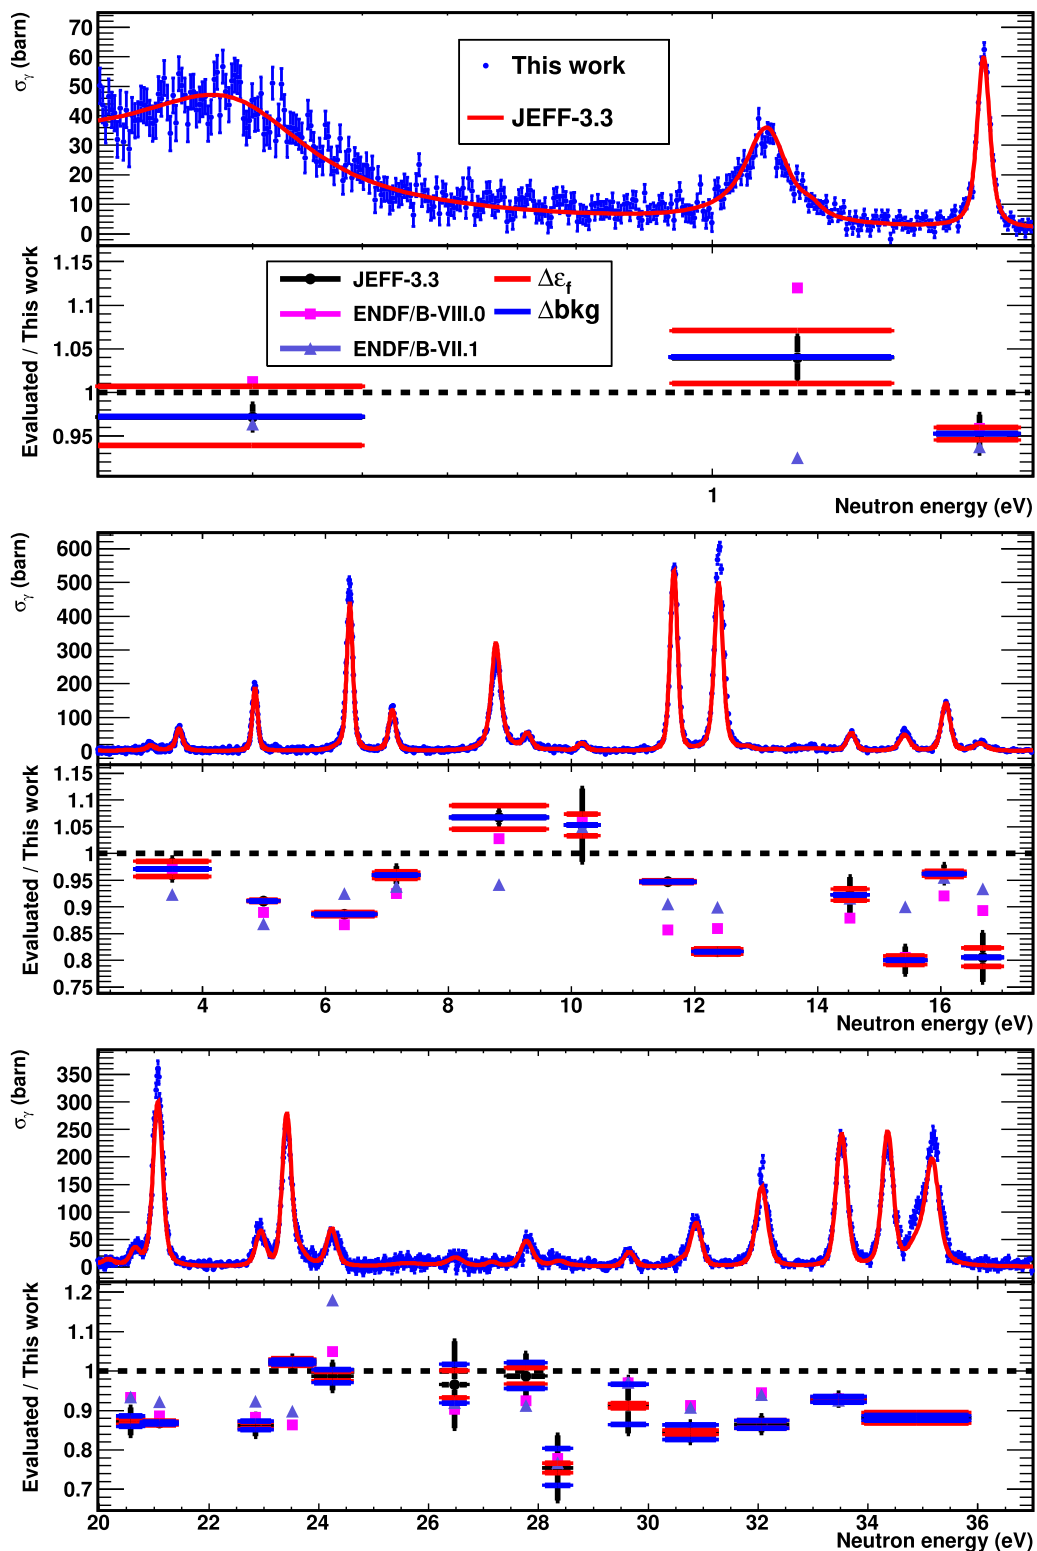 σγ (barn)
70
60
50
40
30
20
10
0
This work
JEFF-3.3
Evaluated / This work
1.15
1.1
1.05
1
0.95
JEFF-3.3
Δεf
ENDF/B-VIII.0
Δbkg
ENDF/B-VII.1
1
Neutron energy (eV)
σγ (barn)
600
500
400
300
200
100
0
Evaluated / This work
1.15
1.1
1.05
1
0.95
0.9
0.85
0.8
0.75
4 6 8 10 12 14 16
Neutron energy (eV)
σγ (barn)
350
300
250
200
150
100
50
0
Evaluated / This work
1.2
1.1
1
0.9
0.8
0.7
20 22 24 26 28 30 32 34 36
Neutron energy (eV)